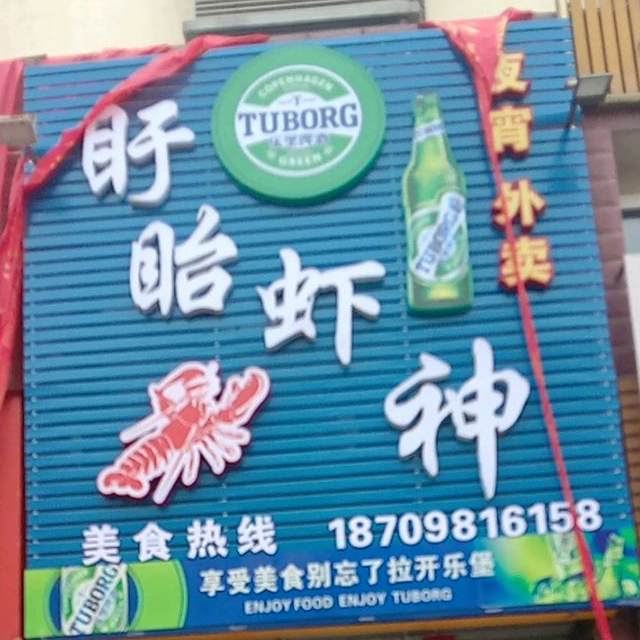 COPENHAGEN
TUBORG
GREEN
盱
眙
虾
神
TUBORG
夜宵
外卖
美食热线 18709816158
享受美食别忘了拉开乐堡
ENJOY FOOD ENJOY TUBORG
TUBORG